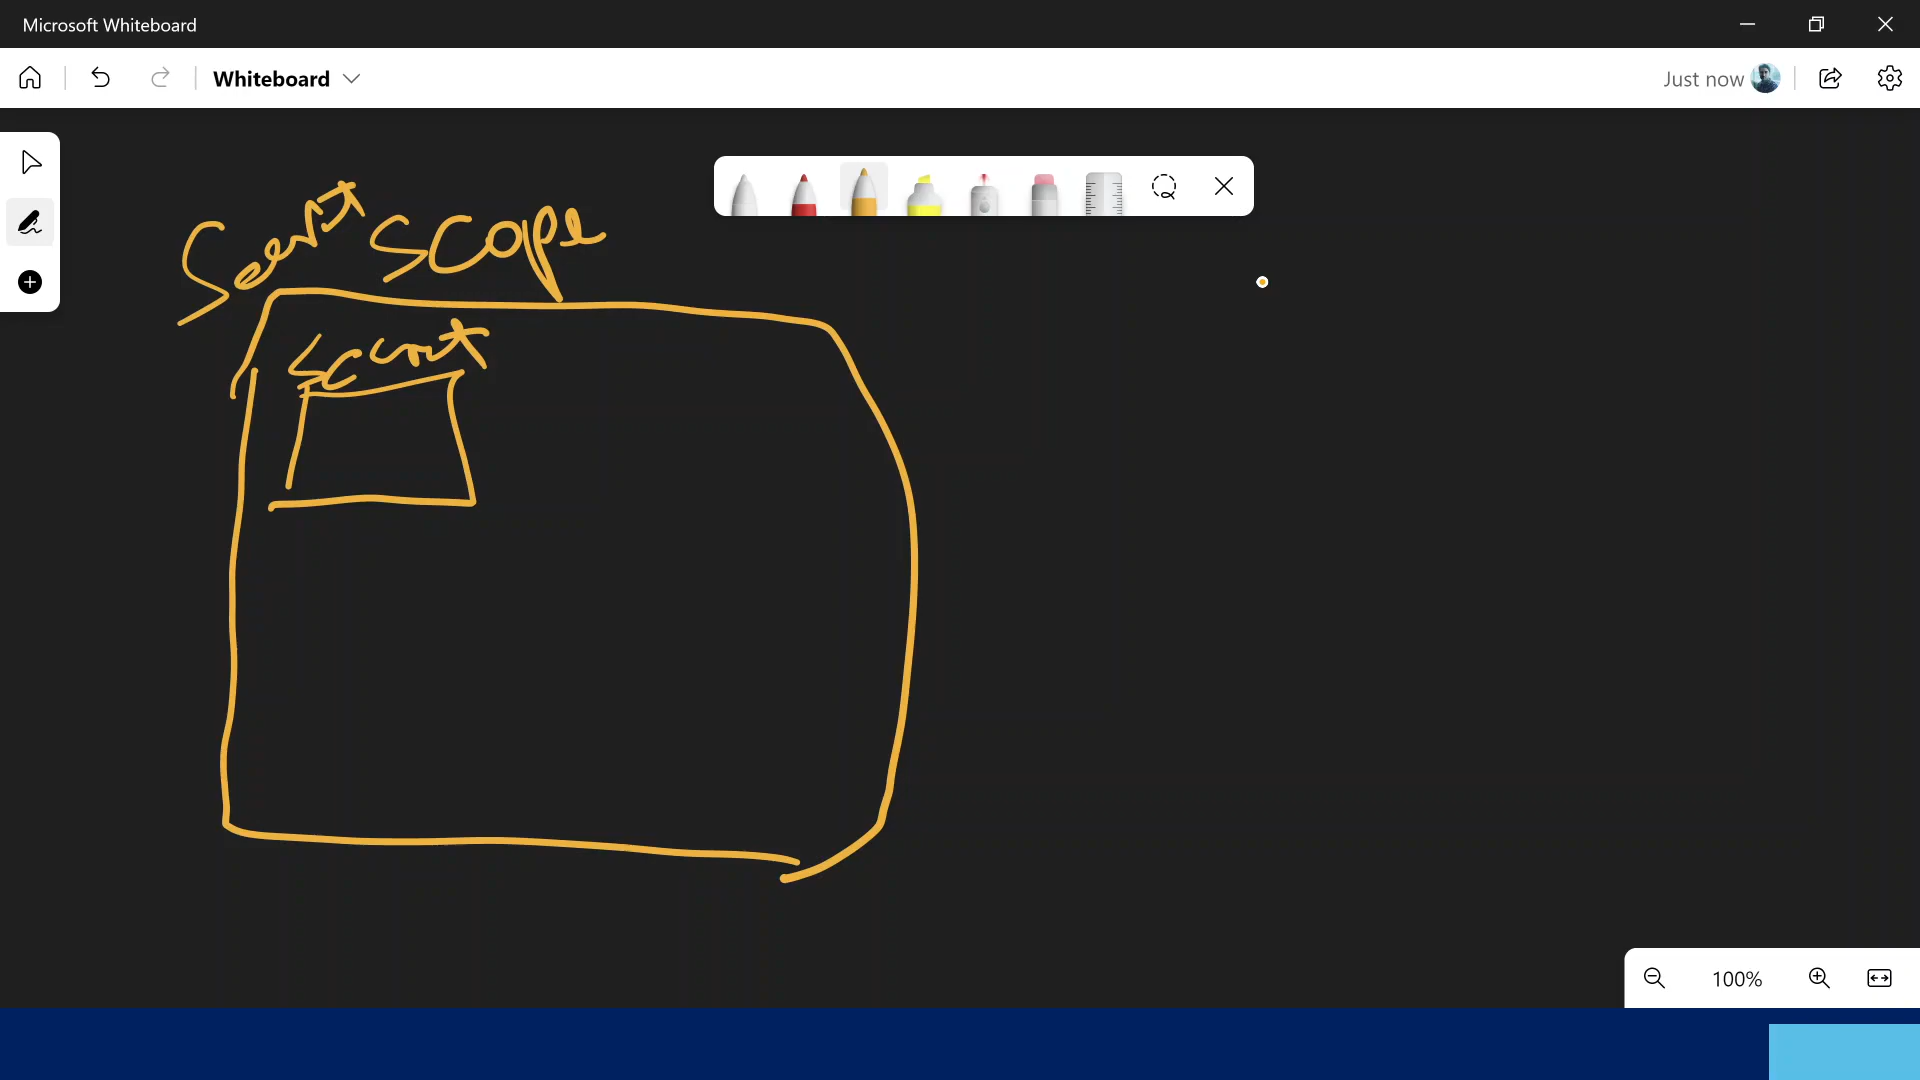 Microsoft Whiteboard
Whiteboard
Just now
Secret scope
secret
100%